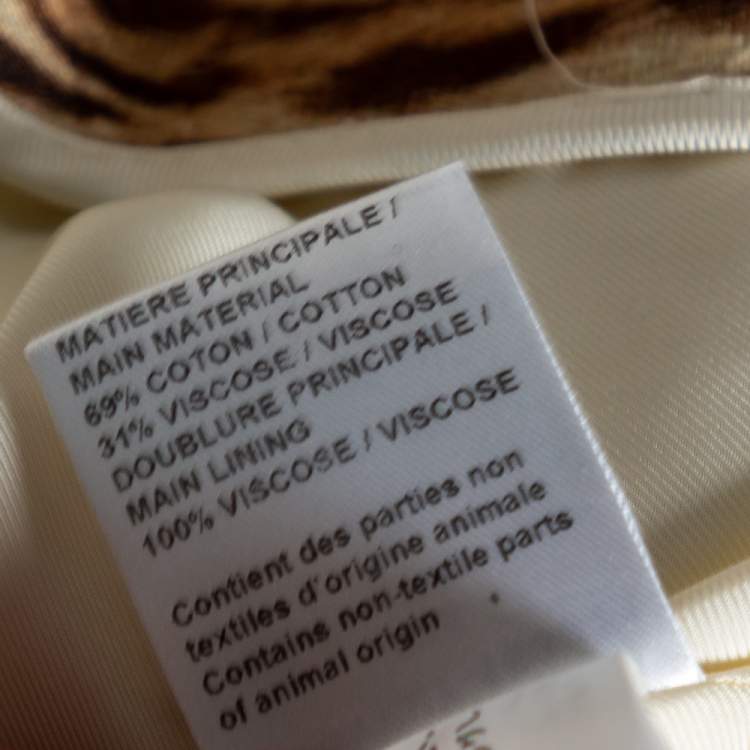 MATIERE PRINCIPALE /
MAIN MATERIAL
69% COTON / COTTON
31% VISCOSE / VISCOSE
DOUBLURE PRINCIPALE /
MAIN LINING
100% VISCOSE / VISCOSE
Contient des parties non
textiles d'origine animale
Contains non-textile parts
of animal origin